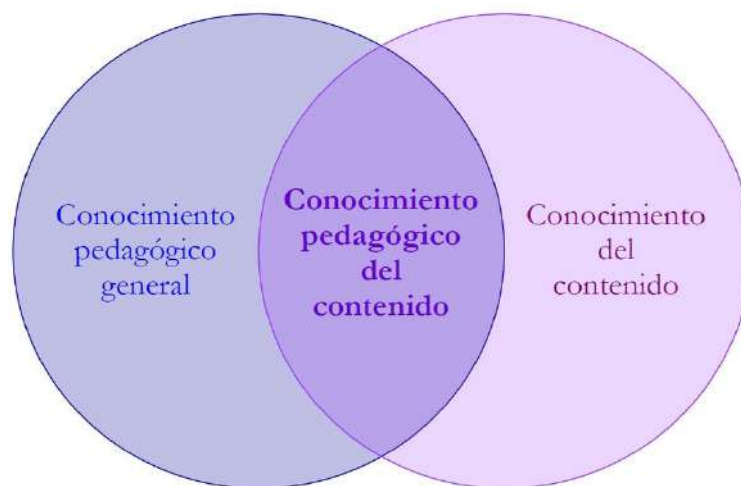 Conocimiento
pedagógico
general
Conocimiento
pedagógico
del
contenido
Conocimiento
del
contenido